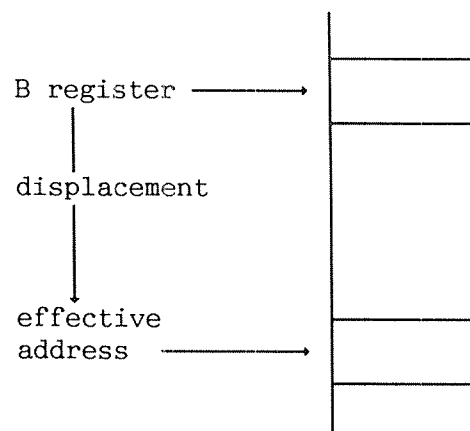 B register
displacement
effective
address